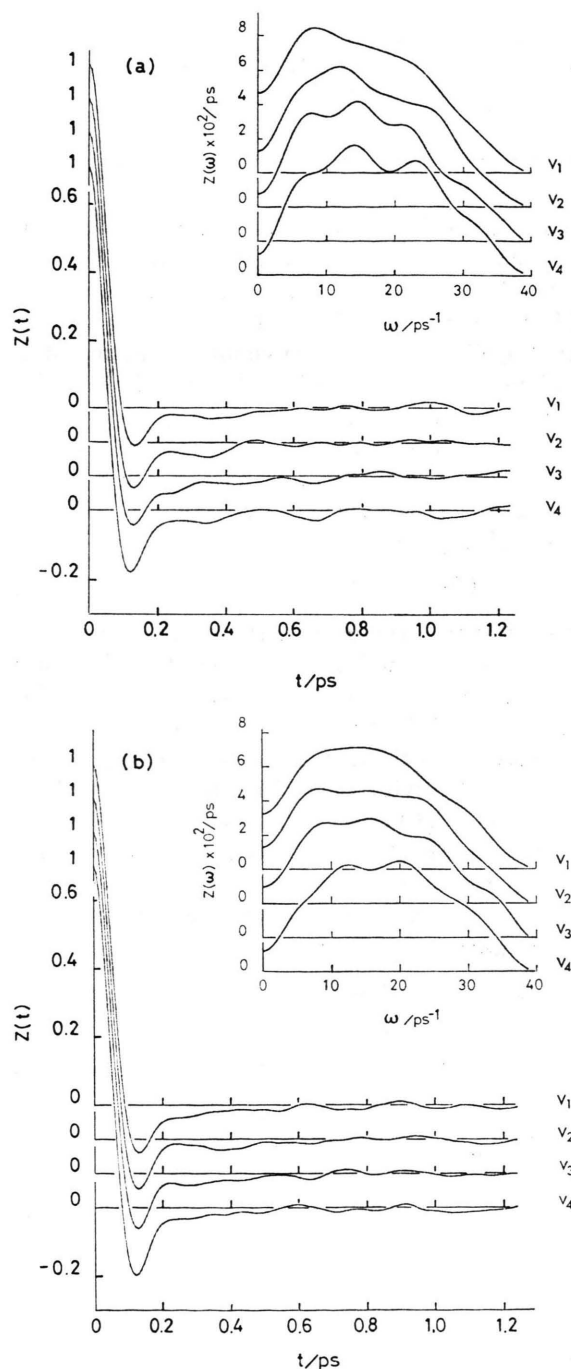 (a)
Z(ω) × 10²/ps
8
6
4
2
0
0
0
0
V₁
V₂
V₃
V₄
0
10
20
30
40
ω/ps⁻¹
Z(t)
1
1
1
1
0.6
0.4
0.2
0
0
0
0
-0.2
V₁
V₂
V₃
V₄
0
0.2
0.4
0.6
0.8
1.0
1.2
t/ps
(b)
Z(ω) × 10²/ps
8
6
4
2
0
0
0
0
V₁
V₂
V₃
V₄
0
10
20
30
40
ω/ps⁻¹
Z(t)
1
1
1
1
0.6
0.4
0.2
0
0
0
0
-0.2
V₁
V₂
V₃
V₄
0
0.2
0.4
0.6
0.8
1.0
1.2
t/ps